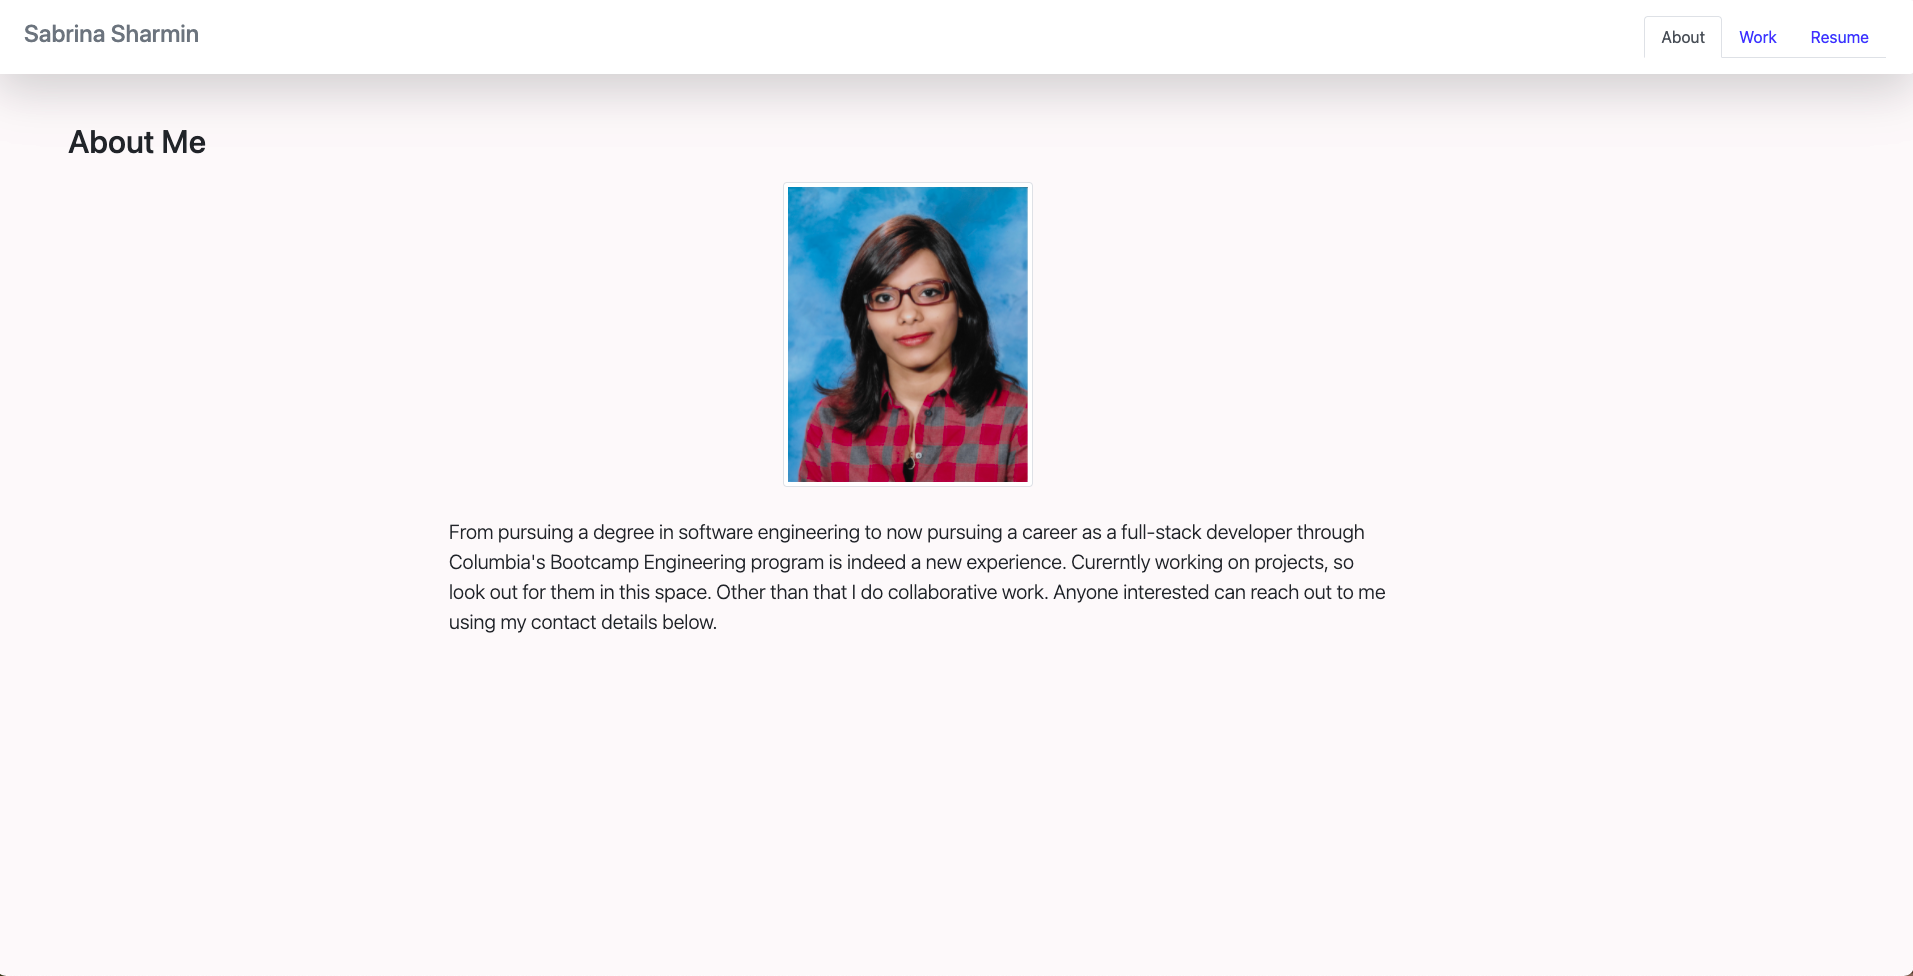 Sabrina Sharmin
About
Work
Resume
About Me
From pursuing a degree in software engineering to now pursuing a career as a full-stack developer through
Columbia's Bootcamp Engineering program is indeed a new experience. Curerntly working on projects, so
look out for them in this space. Other than that I do collaborative work. Anyone interested can reach out to me
using my contact details below.